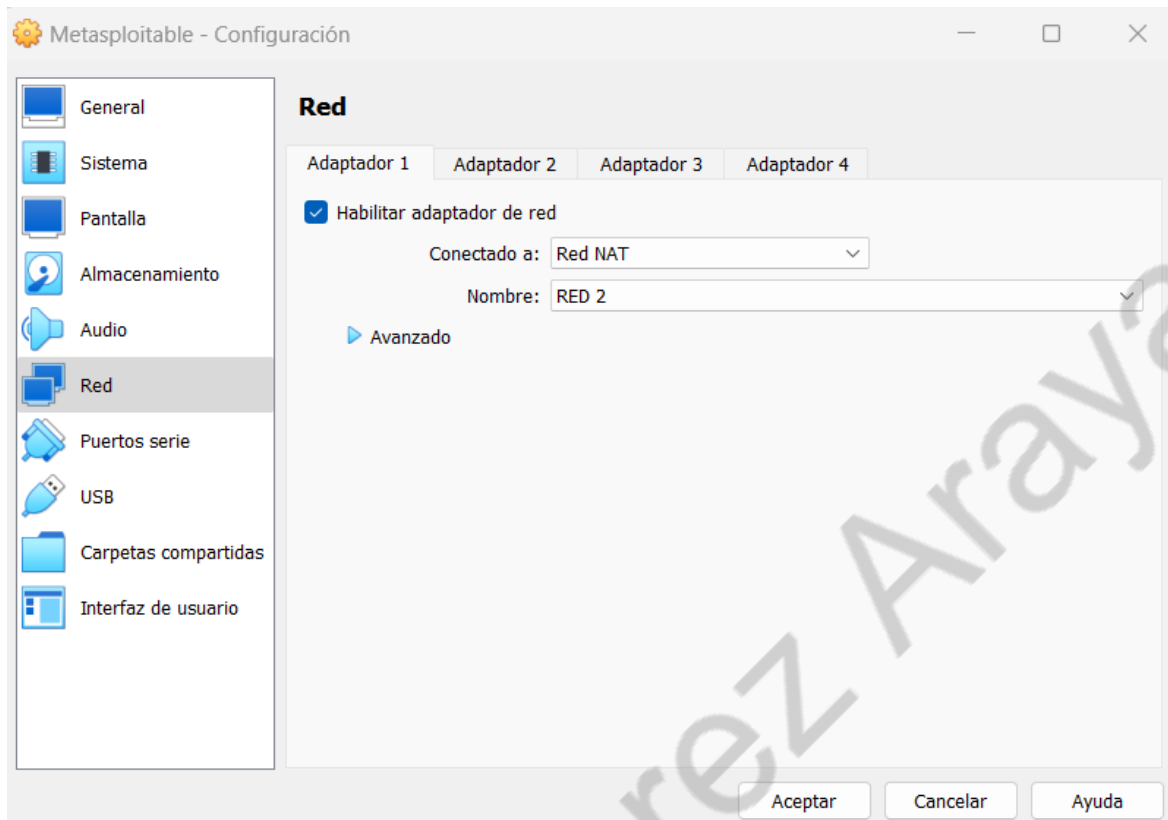 Metasploitable - Configuración
General
Sistema
Pantalla
Almacenamiento
Audio
Red
Puertos serie
USB
Carpetas compartidas
Interfaz de usuario
Red
Adaptador 1 Adaptador 2 Adaptador 3 Adaptador 4
Habilitar adaptador de red
Conectado a: Red NAT
Nombre: RED 2
Avanzado
Aceptar Cancelar Ayuda
rez Araya